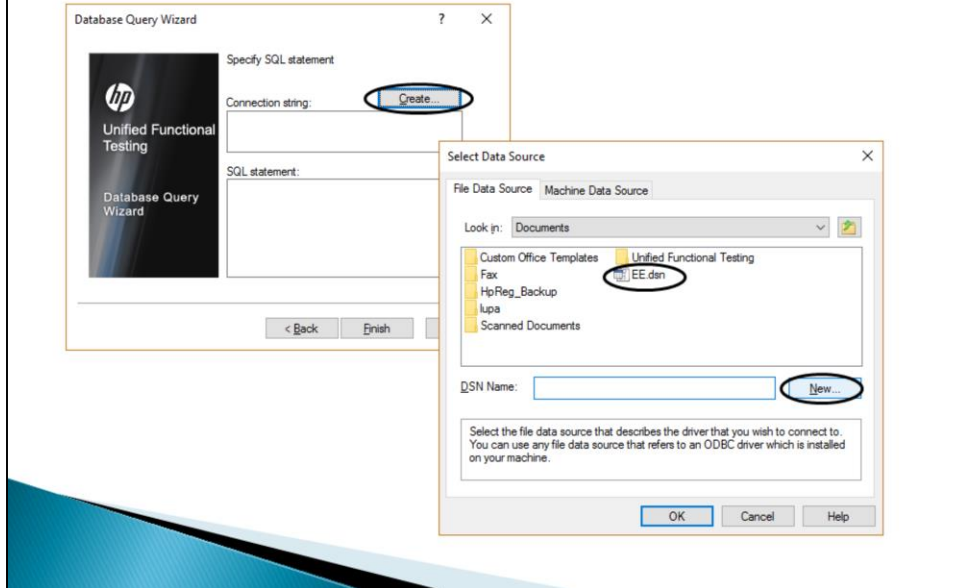 Database Query Wizard
?
Specify SQL statement
hp
Connection string:
Create...
Unified Functional
Testing
SQL statement:
Database Query
Wizard
< Back
Finish
Select Data Source
File Data Source
Machine Data Source
Look in:
Documents
Custom Office Templates
Unified Functional Testing
Fax
EE.dsn
HpReg_Backup
lupa
Scanned Documents
DSN Name:
New...
Select the file data source that describes the driver that you wish to connect to.
You can use any file data source that refers to an ODBC driver which is installed
on your machine.
OK
Cancel
Help